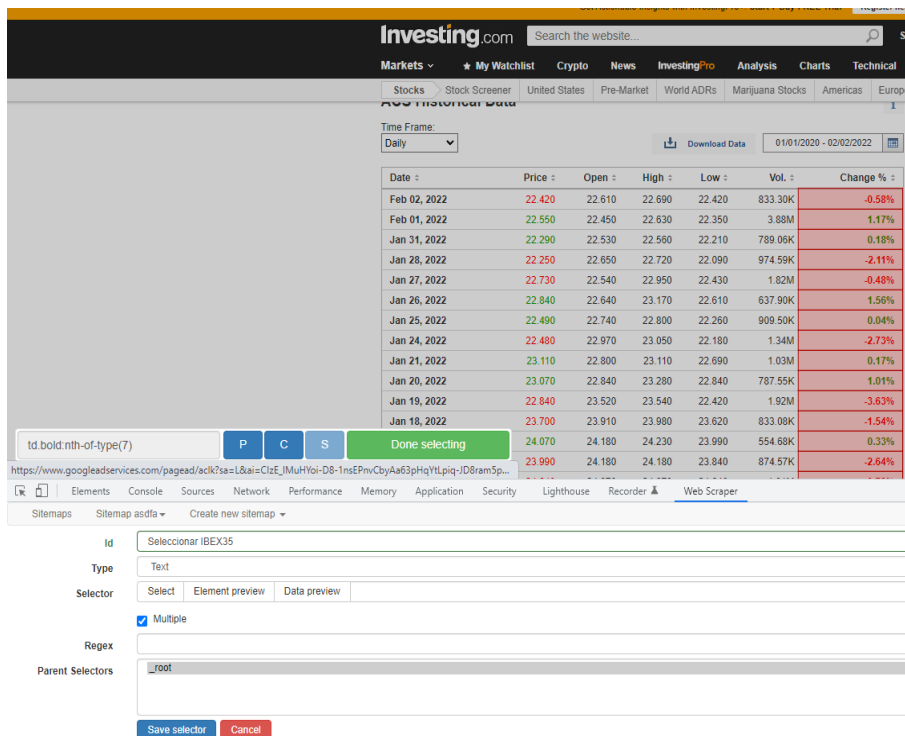 Investing.com Search the website...
Markets My Watchlist Crypto News InvestingPro Analysis Charts Technical
Stocks Stock Screener United States Pre-Market World ADRs Marijuana Stocks Americas
ACS Historical Data
Time Frame:
Daily Download Data 01/01/2020 - 02/02/2022
Date Price Open High Low Vol. Change %
Feb 02, 2022 22.420 22.610 22.690 22.420 833.30K -0.58%
Feb 01, 2022 22.550 22.450 22.630 22.350 3.88M 1.17%
Jan 31, 2022 22.290 22.530 22.560 22.210 789.06K 0.18%
Jan 28, 2022 22.250 22.650 22.720 22.090 974.59K -2.11%
Jan 27, 2022 22.730 22.540 22.950 22.430 1.82M -0.48%
Jan 26, 2022 22.840 22.640 23.170 22.610 637.90K 1.56%
Jan 25, 2022 22.490 22.740 22.800 22.260 909.50K 0.04%
Jan 24, 2022 22.480 22.970 23.050 22.180 1.34M -2.73%
Jan 21, 2022 23.110 22.800 23.110 22.690 1.03M 0.17%
Jan 20, 2022 23.070 22.840 23.280 22.840 787.55K 1.01%
Jan 19, 2022 22.840 23.520 23.540 22.420 1.92M -3.63%
Jan 18, 2022 23.700 23.910 23.980 23.620 833.08K -1.54%
td.bold:nth-of-type(7) P C S Done selecting 24.070 24.180 24.230 23.990 554.68K 0.33%
23.990 24.180 24.180 23.840 874.57K -2.64%
Elements Console Sources Network Performance Memory Application Security Lighthouse Recorder Web Scraper
Sitemaps Sitemap asdfa Create new sitemap
Id Seleccionar IBEX35
Type Text
Selector Select Element preview Data preview
Multiple
Regex
Parent Selectors _root
Save selector Cancel